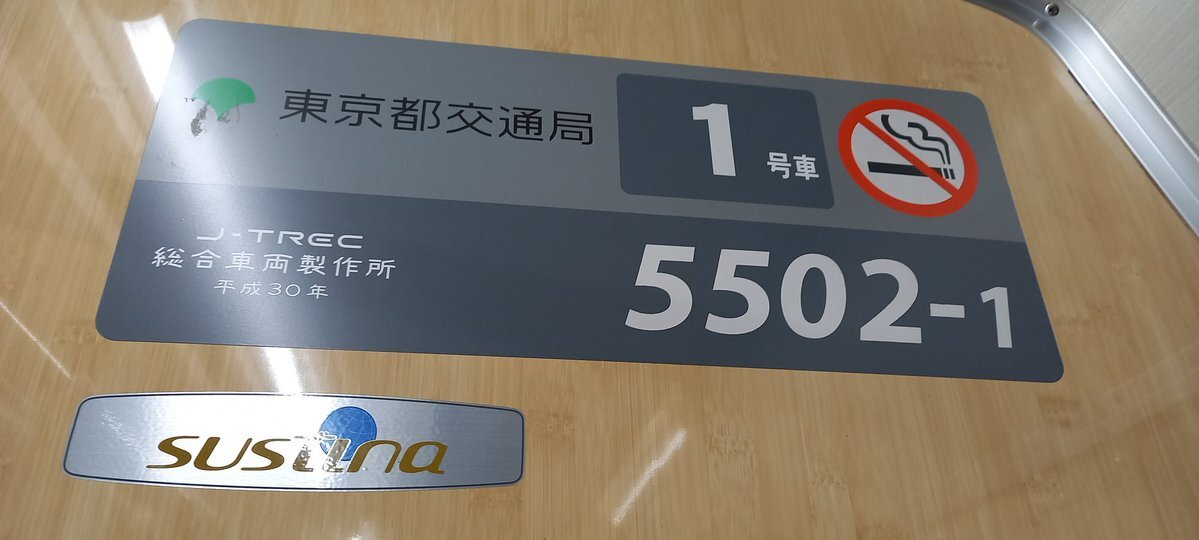 東京都交通局
1号車
J-TREC
総合車両製作所
平成30年
5502-1
sustina